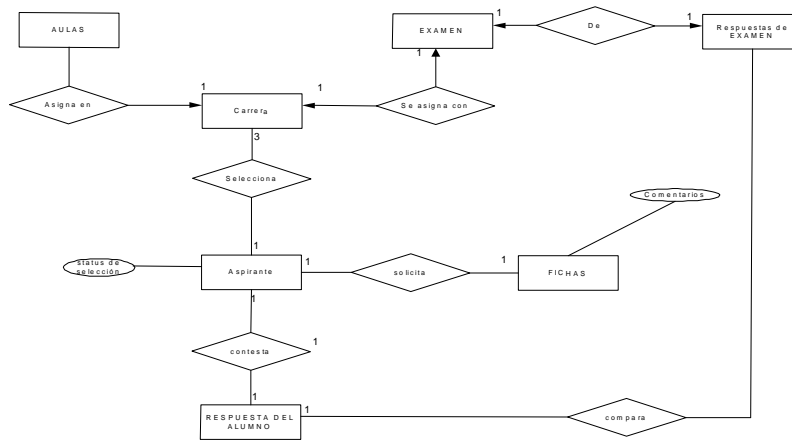 1
EXAMEN
De
1
Respuestas de
EXAMEN
AULAS
1
1
1
Asigna en
Carrera
Se asigna con
3
Selecciona
Comentarios
1
status de
selección
Aspirante
1
solicita
1
FICHAS
1
contesta
1
1
RESPUESTA DEL
ALUMNO
1
compara